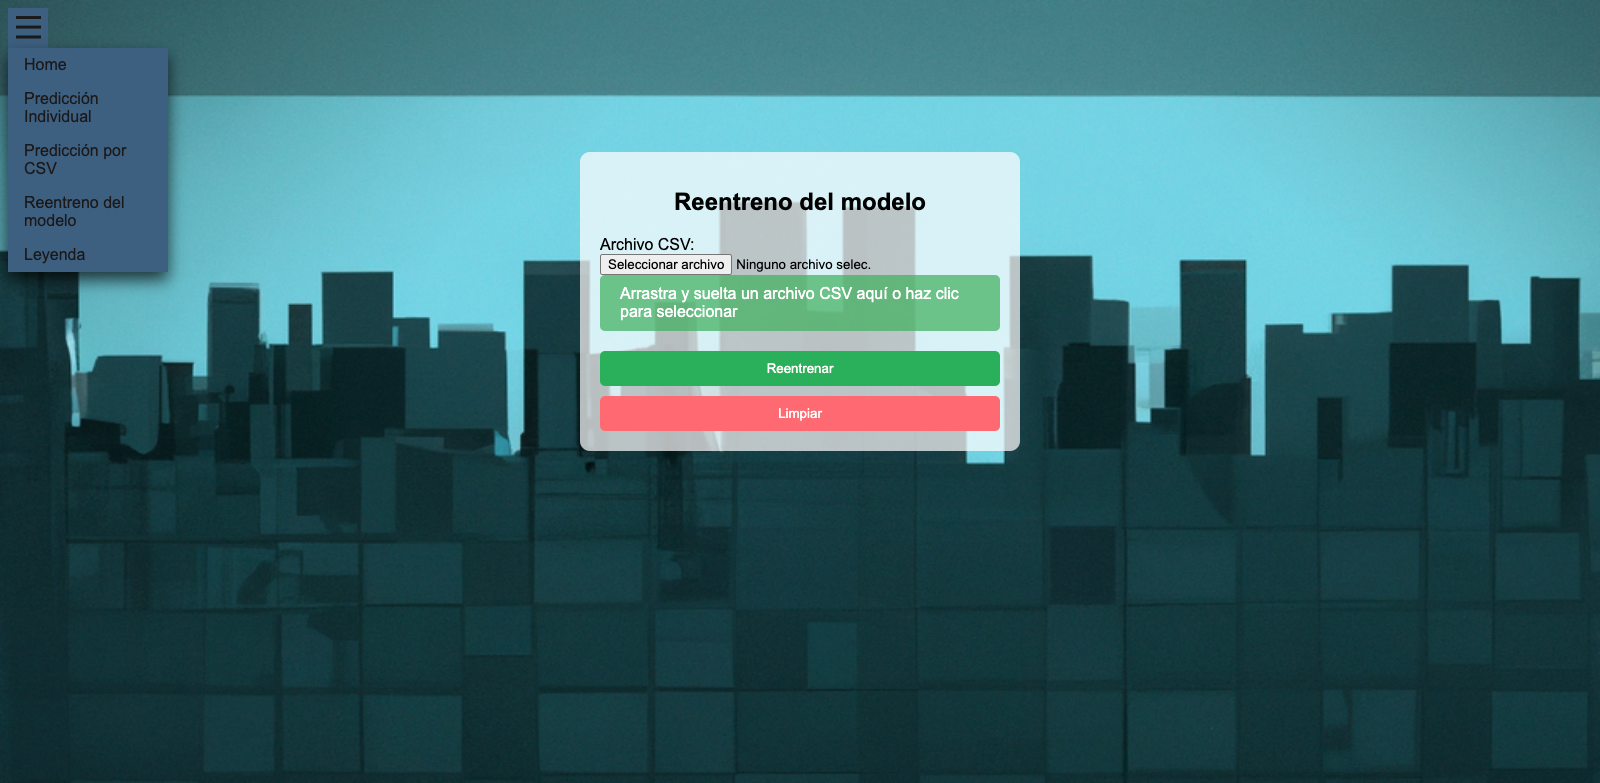 Home
Predicción
Individual
Predicción por
CSV
Reentreno del
modelo
Leyenda
Reentreno del modelo
Archivo CSV:
Seleccionar archivo Ninguno archivo selec.
Arrastra y suelta un archivo CSV aquí o haz clic
para seleccionar
Reentrenar
Limpiar